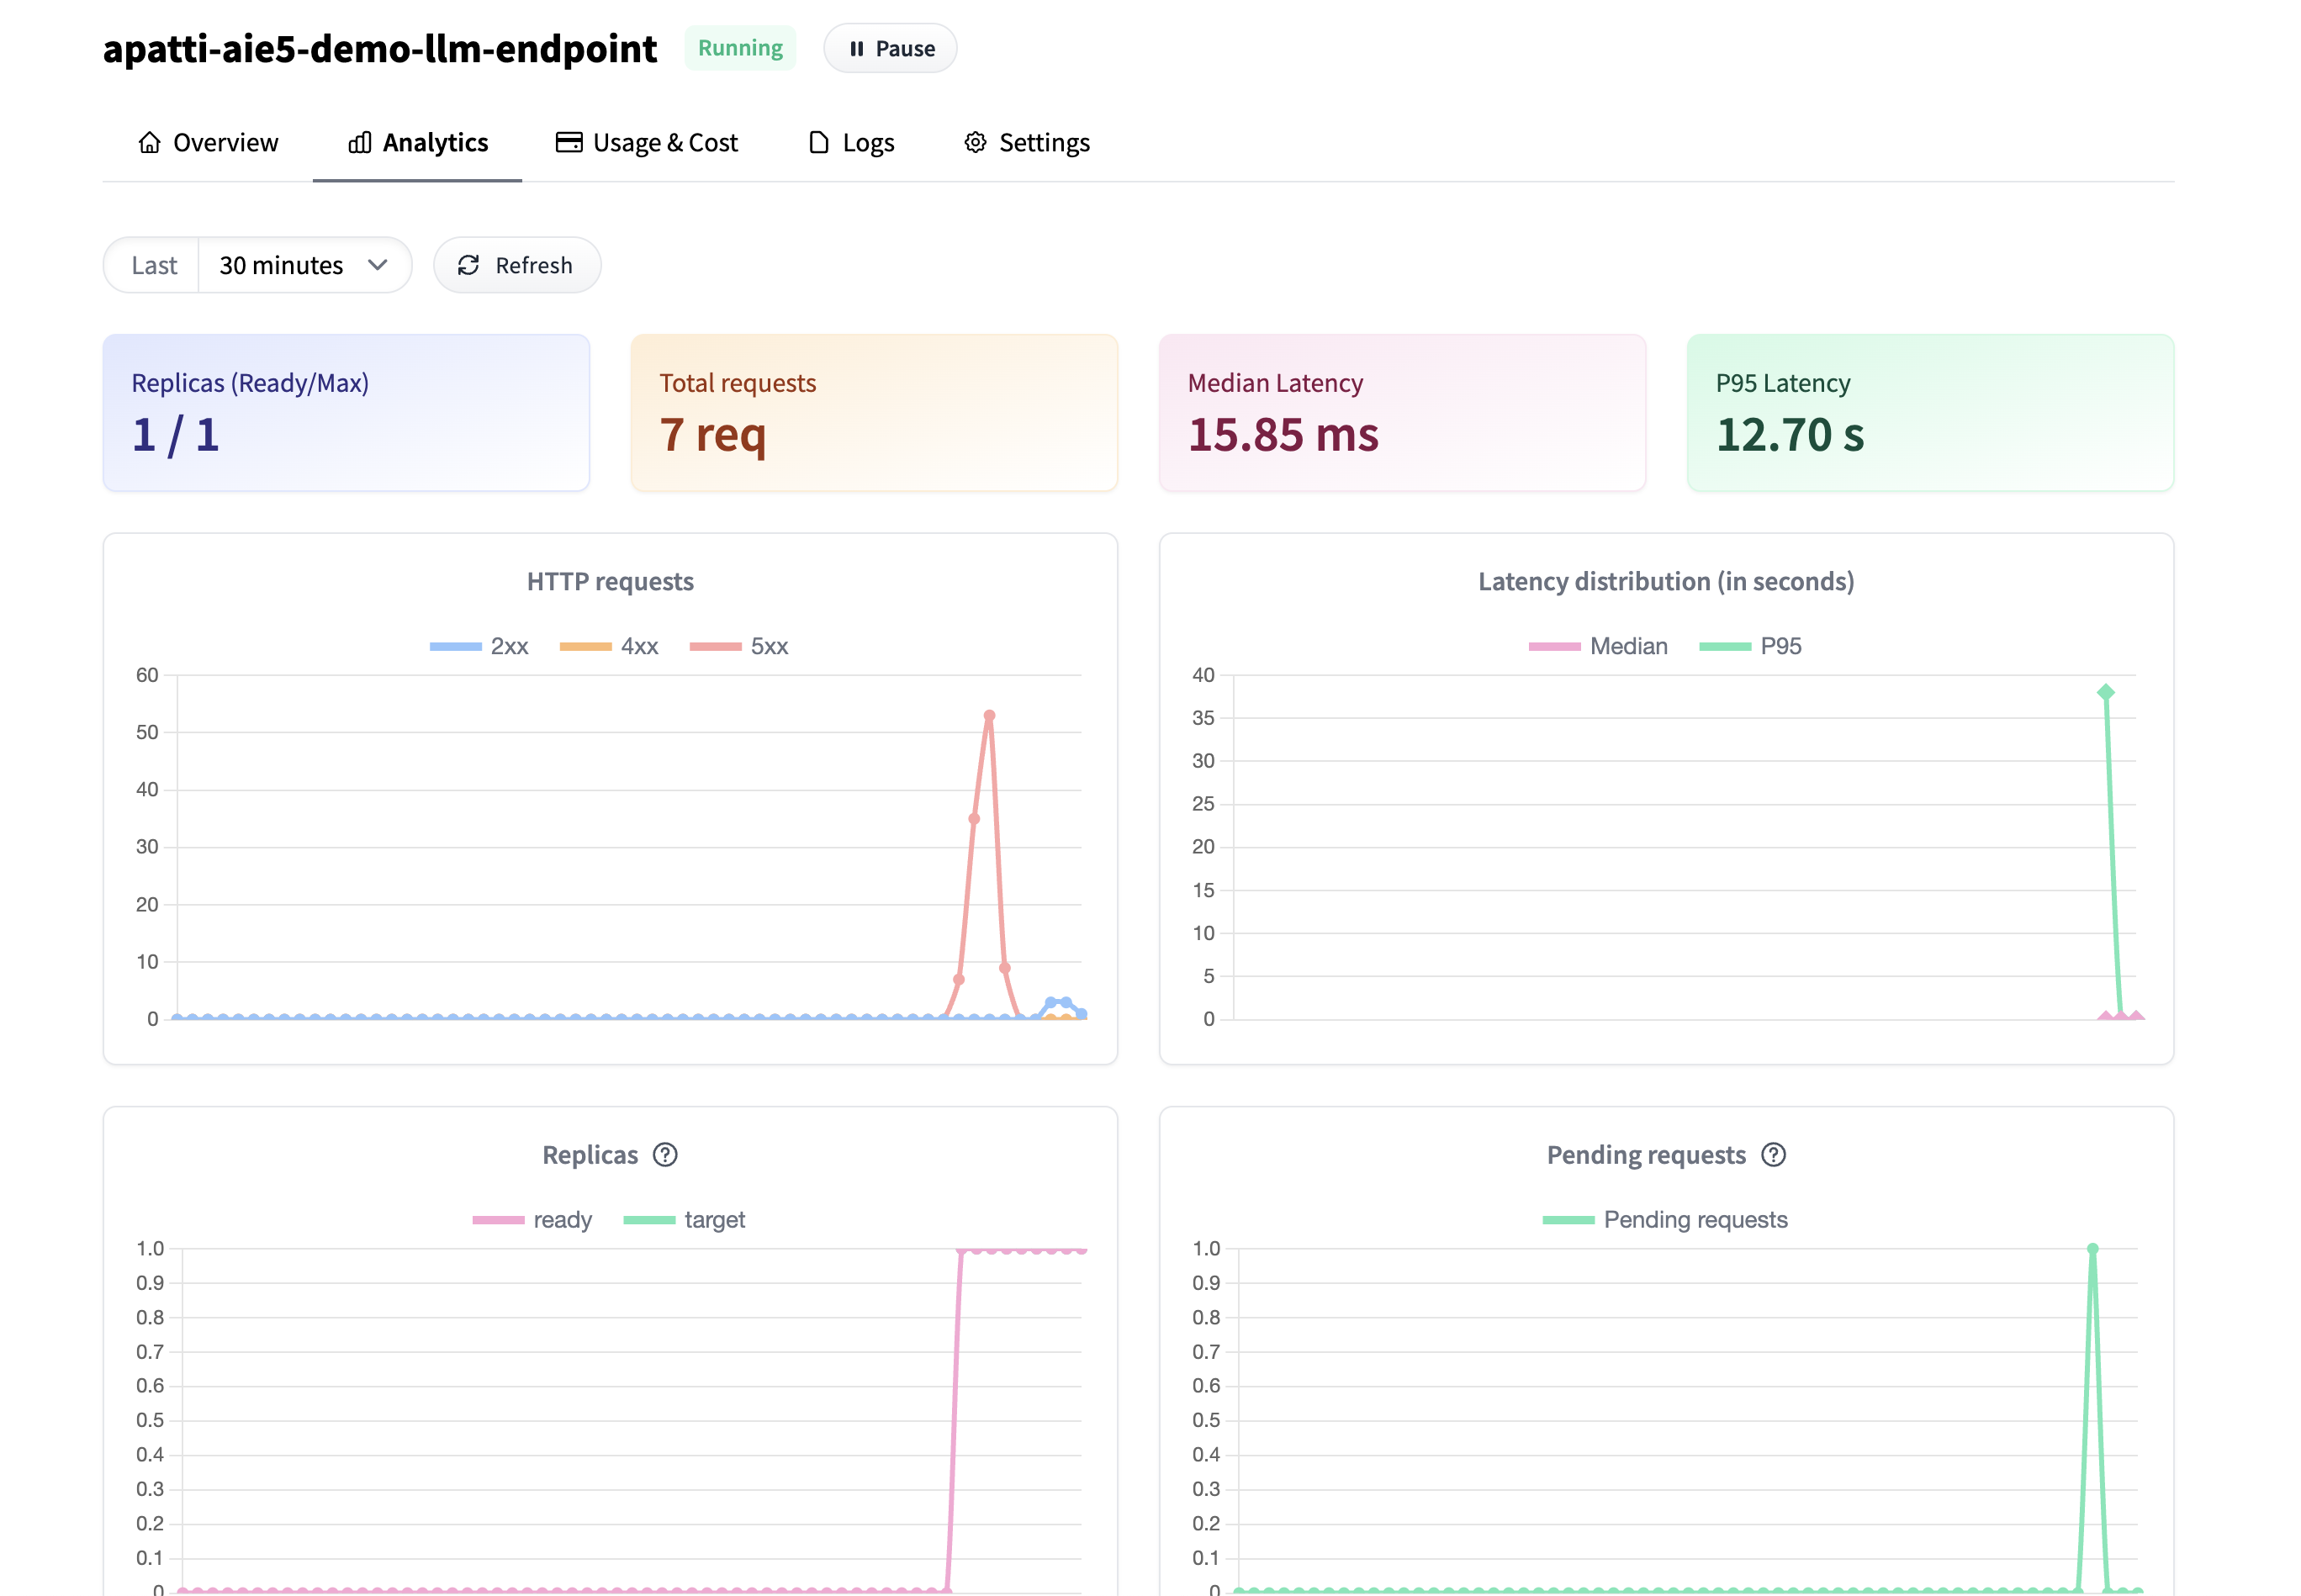 apatti-aie5-demo-llm-endpoint Running Pause
Overview Analytics Usage & Cost Logs Settings
Last 30 minutes Refresh
Replicas (Ready/Max)
1 / 1
Total requests
7 req
Median Latency
15.85 ms
P95 Latency
12.70 s
HTTP requests
2xx 4xx 5xx
60
50
40
30
20
10
0
Latency distribution (in seconds)
Median P95
40
35
30
25
20
15
10
5
0
Replicas ?
ready target
1.0
0.9
0.8
0.7
0.6
0.5
0.4
0.3
0.2
0.1
0
Pending requests ?
Pending requests
1.0
0.9
0.8
0.7
0.6
0.5
0.4
0.3
0.2
0.1
0